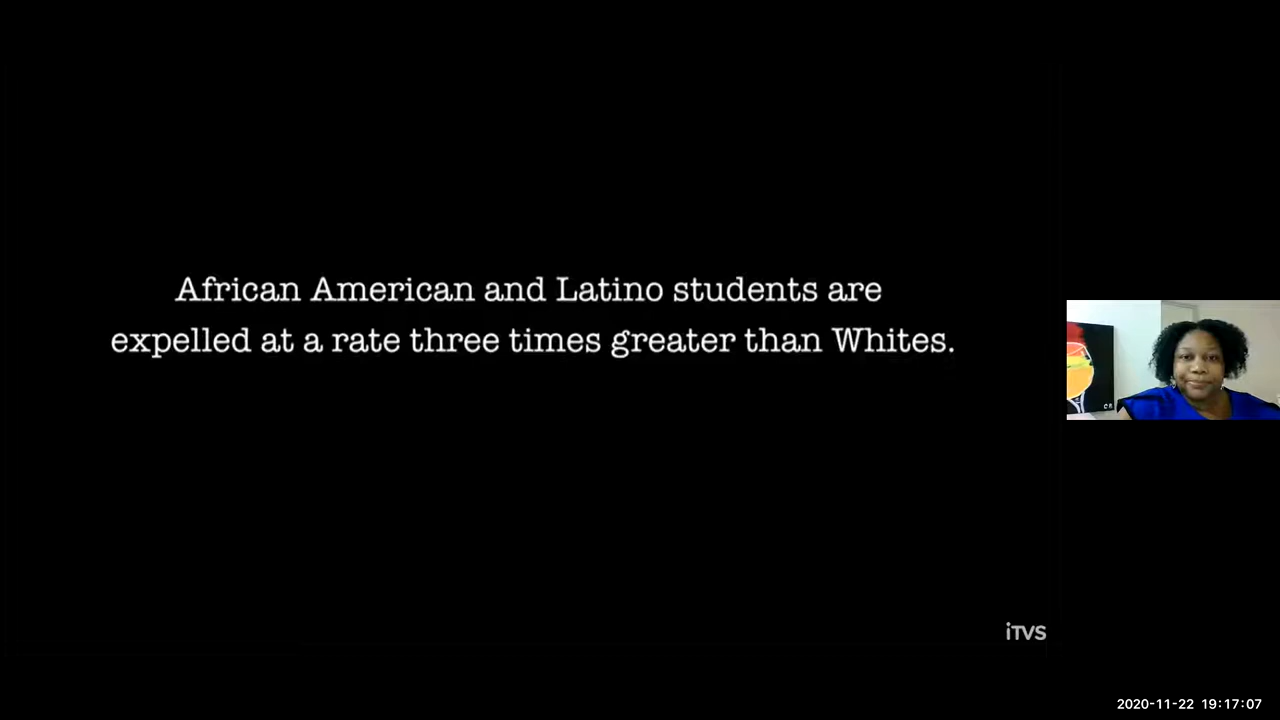 African American and Latino students are
expelled at a rate three times greater than Whites.
iTVS
2020-11-22 19:17:07